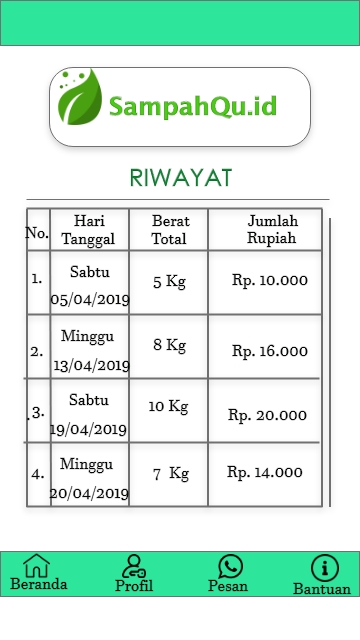 SampahQu.id
RIWAYAT
No. Hari Tanggal Berat Total Jumlah Rupiah
1. Sabtu 05/04/2019 5 Kg Rp. 10.000
2. Minggu 13/04/2019 8 Kg Rp. 16.000
3. Sabtu 19/04/2019 10 Kg Rp. 20.000
4. Minggu 20/04/2019 7 Kg Rp. 14.000
Beranda Profil Pesan Bantuan